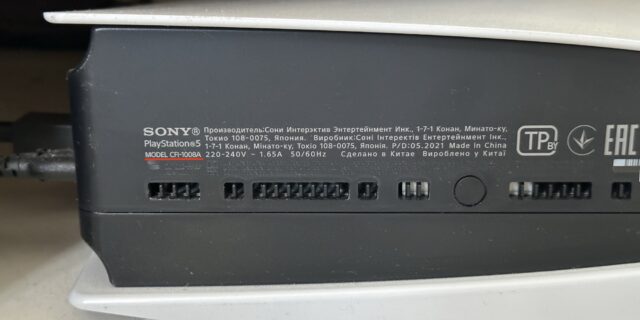 SONY® Производитель:Сони Интерэктив Энтертейнмент Инк., 1-7-1 Конан, Минато-ку,
PlayStation®5 Токио 108-0075, Япония. Виробник:Соні Інтеректів Ентертейнмент Інк.,
MODEL CFI-1008A 1-7-1 Конан, Мінато-ку, Токіо 108-0075, Японія. P/D:05.2021 Made in China
220-240V ~ 1.65A 50/60Hz Сделано в Китае Вироблено у Китаї
TP BY
EAC